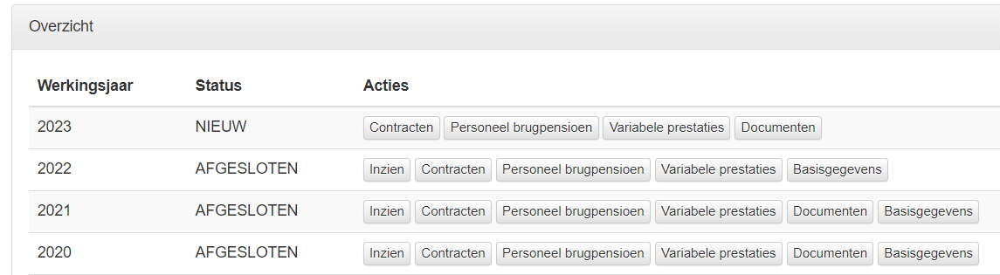 Overzicht
Werkingsjaar Status Acties
2023 NIEUW Contracten Personeel brugpensioen Variabele prestaties Documenten
2022 AFGESLOTEN Inzien Contracten Personeel brugpensioen Variabele prestaties Basisgegevens
2021 AFGESLOTEN Inzien Contracten Personeel brugpensioen Variabele prestaties Documenten Basisgegevens
2020 AFGESLOTEN Inzien Contracten Personeel brugpensioen Variabele prestaties Documenten Basisgegevens